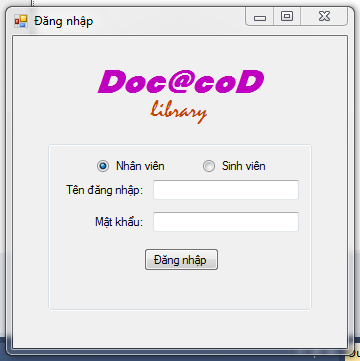 Đăng nhập
Doc@coD
library
Nhân viên Sinh viên
Tên đăng nhập:
Mật khẩu:
Đăng nhập